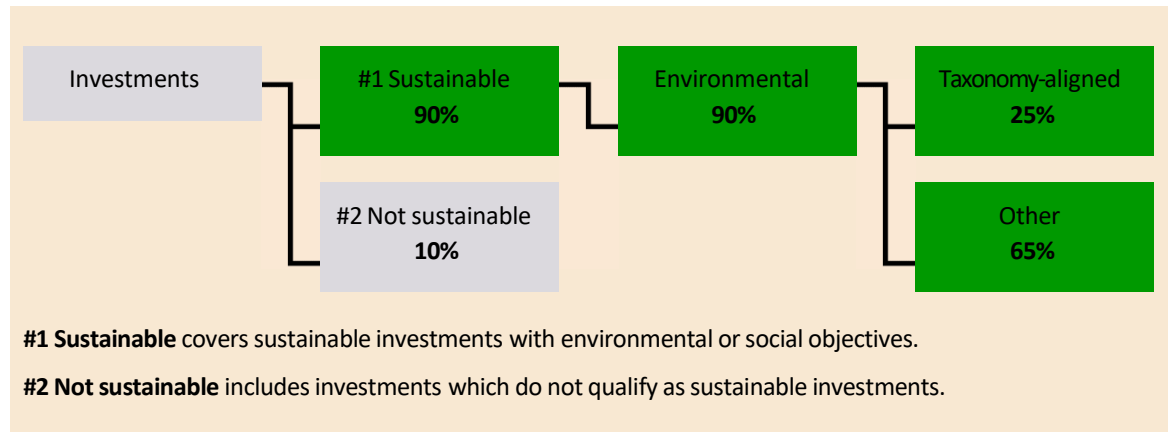 Investments
#1 Sustainable
90%
Environmental
90%
Taxonomy-aligned
25%
#2 Not sustainable
10%
Other
65%
#1 Sustainable covers sustainable investments with environmental or social objectives.
#2 Not sustainable includes investments which do not qualify as sustainable investments.